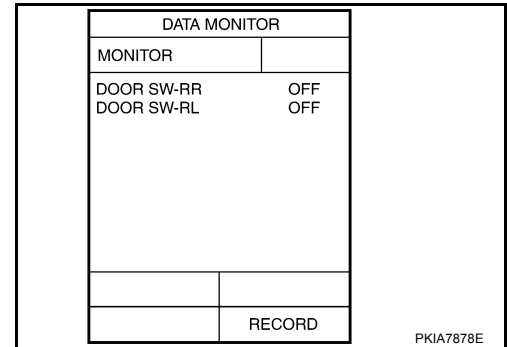 DATA MONITOR
MONITOR
DOOR SW-RR OFF
DOOR SW-RL OFF
RECORD
PKIA7878E